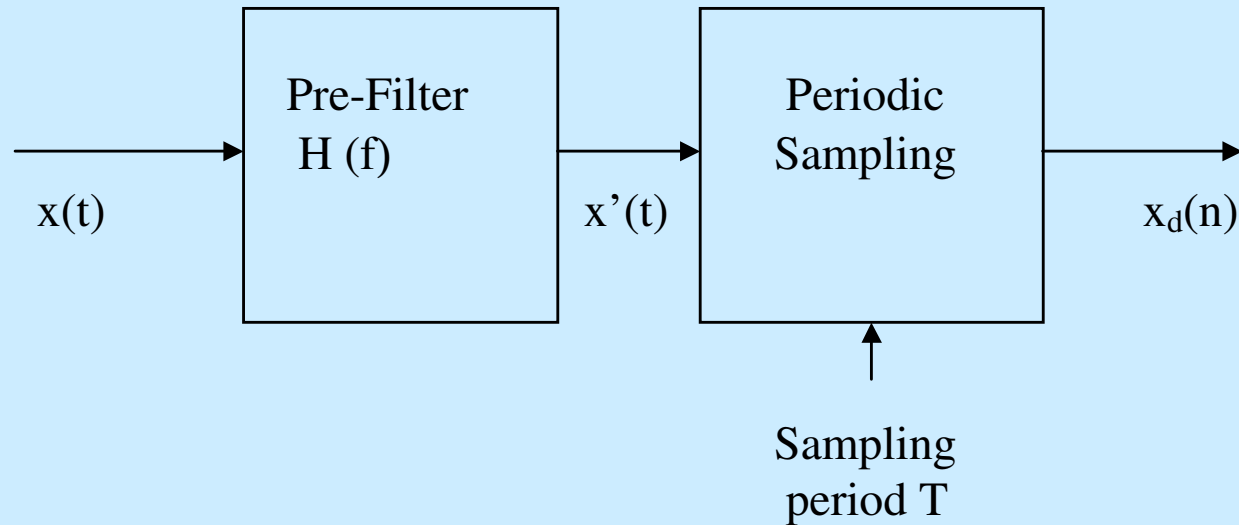 Pre-Filter
H (f)
Periodic
Sampling
x(t)
x’(t)
x_d(n)
Sampling
period T